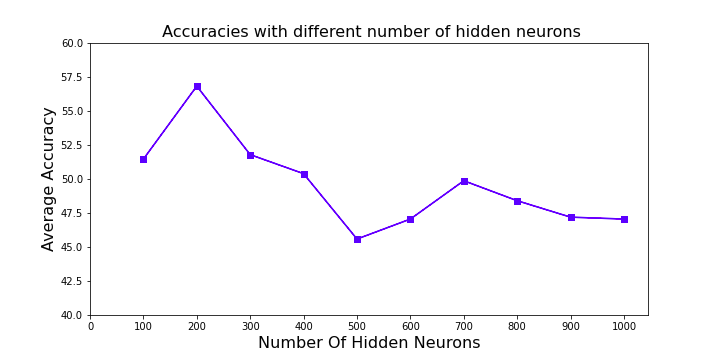 Accuracies with different number of hidden neurons
60.0
57.5
55.0
52.5
50.0
47.5
45.0
42.5
40.0
Average Accuracy
0 100 200 300 400 500 600 700 800 900 1000
Number Of Hidden Neurons